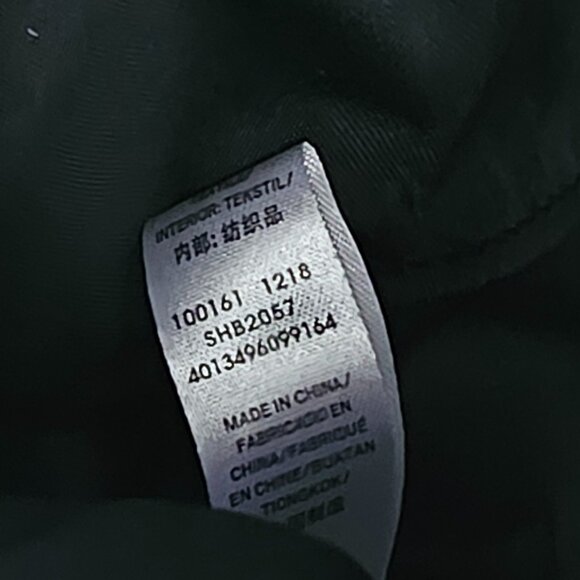 INTERIOR: TEKSTIL/
内部: 纺织品
100161 1218
SHB2057
4013496099164
MADE IN CHINA/
FABRICADO EN
CHINA/FABRIQUÉ
EN CHINE/BUATAN
TIONGKOK/